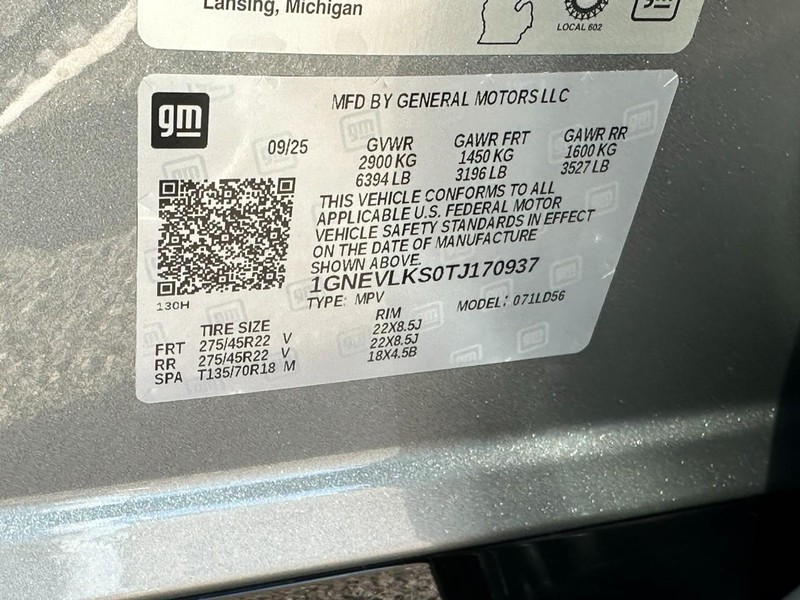 Lansing, Michigan
LOCAL 602
gm
MFD BY GENERAL MOTORS LLC
09/25
GVWR
2900 KG
6394 LB
GAWR FRT
1450 KG
3196 LB
GAWR RR
1600 KG
3527 LB
THIS VEHICLE CONFORMS TO ALL
APPLICABLE U.S. FEDERAL MOTOR
VEHICLE SAFETY STANDARDS IN EFFECT
ON THE DATE OF MANUFACTURE
SHOWN ABOVE.
1GNEVLKS0TJ170937
130H
TYPE: MPV
MODEL: 071LD56
TIRE SIZE RIM
FRT 275/45R22 V 22X8.5J
RR 275/45R22 V 22X8.5J
SPA T135/70R18 M 18X4.5B